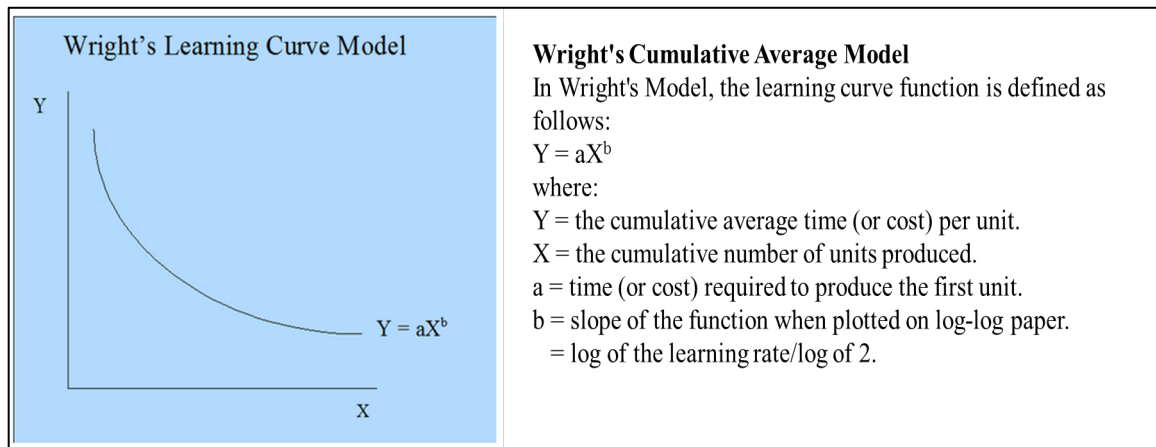 Wright's Learning Curve Model
Y
Y = aXᵇ
X
Wright's Cumulative Average Model
In Wright's Model, the learning curve function is defined as
follows:
Y = aXᵇ
where:
Y = the cumulative average time (or cost) per unit.
X = the cumulative number of units produced.
a = time (or cost) required to produce the first unit.
b = slope of the function when plotted on log-log paper.
= log of the learning rate/log of 2.